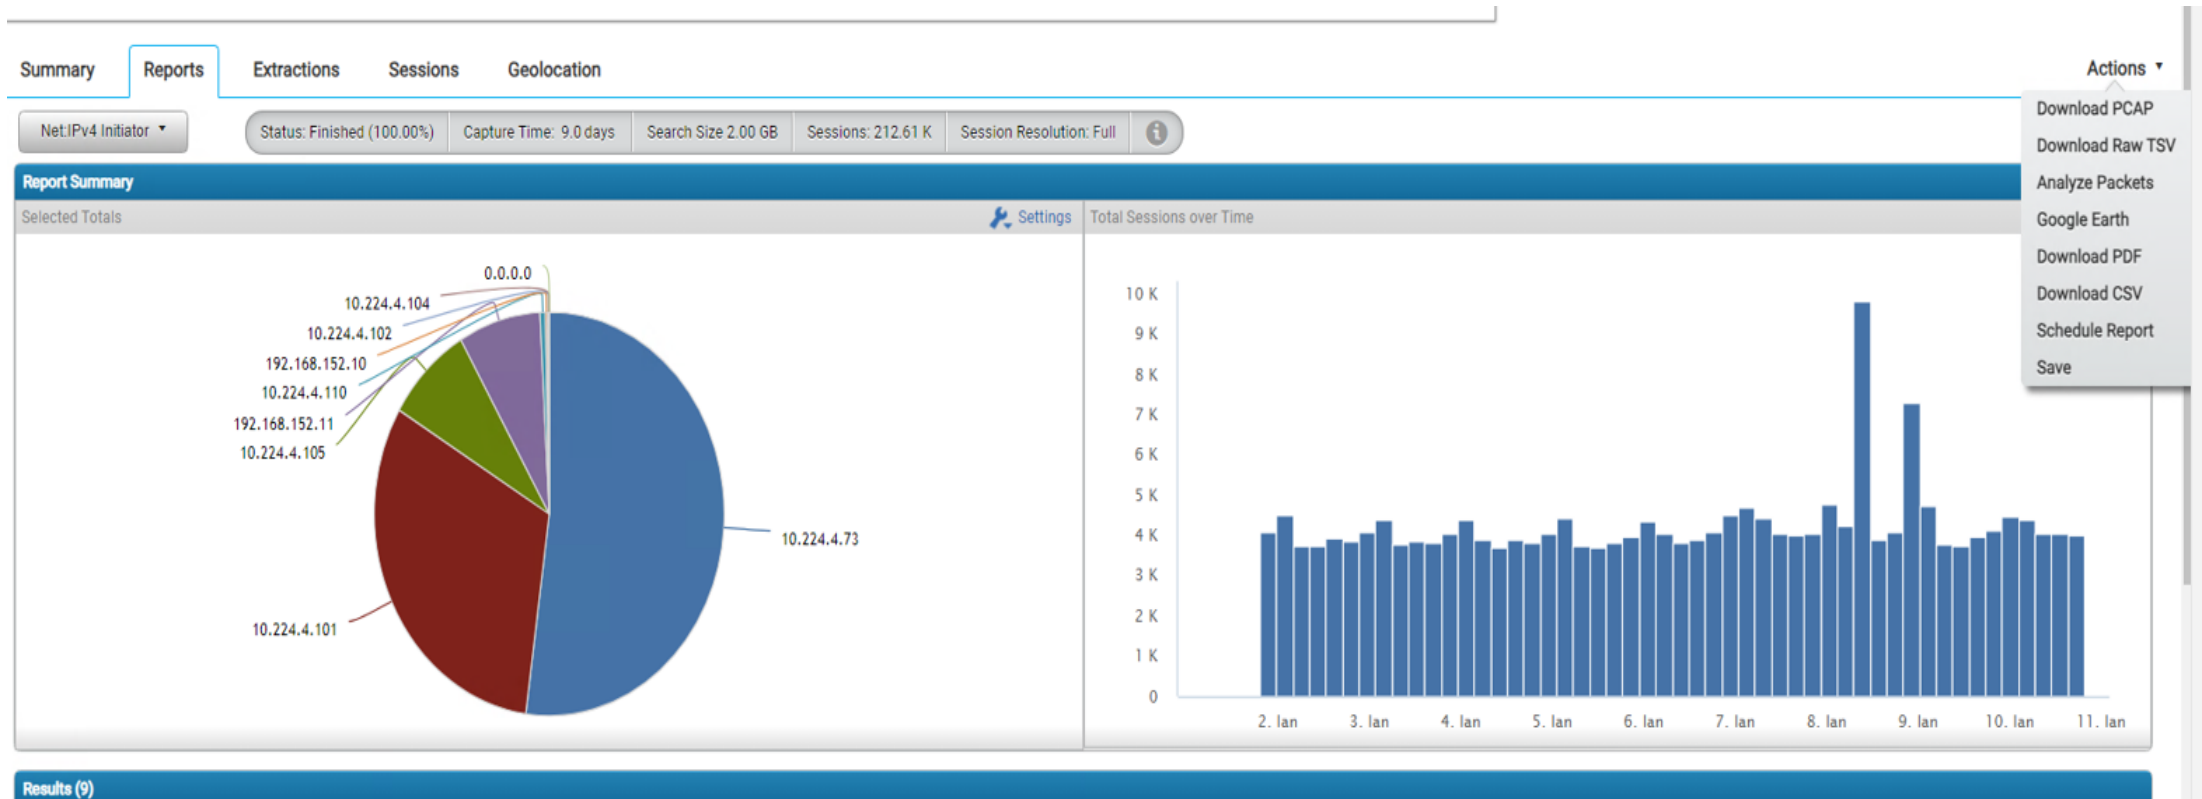 Summary
Reports
Extractions
Sessions
Geolocation
Actions
Net:IPv4 Initiator
Status: Finished (100.00%)
Capture Time: 9.0 days
Search Size 2.00 GB
Sessions: 212.61 K
Session Resolution: Full
Download PCAP
Download Raw TSV
Analyze Packets
Google Earth
Download PDF
Download CSV
Schedule Report
Save
Report Summary
Selected Totals
Settings
Total Sessions over Time
0.0.0.0
10.224.4.104
10.224.4.102
192.168.152.10
10.224.4.110
192.168.152.11
10.224.4.105
10.224.4.73
10.224.4.101
10 K
9 K
8 K
7 K
6 K
5 K
4 K
3 K
2 K
1 K
0
2. Jan
3. Jan
4. Jan
5. Jan
6. Jan
7. Jan
8. Jan
9. Jan
10. Jan
11. Jan
Results (9)